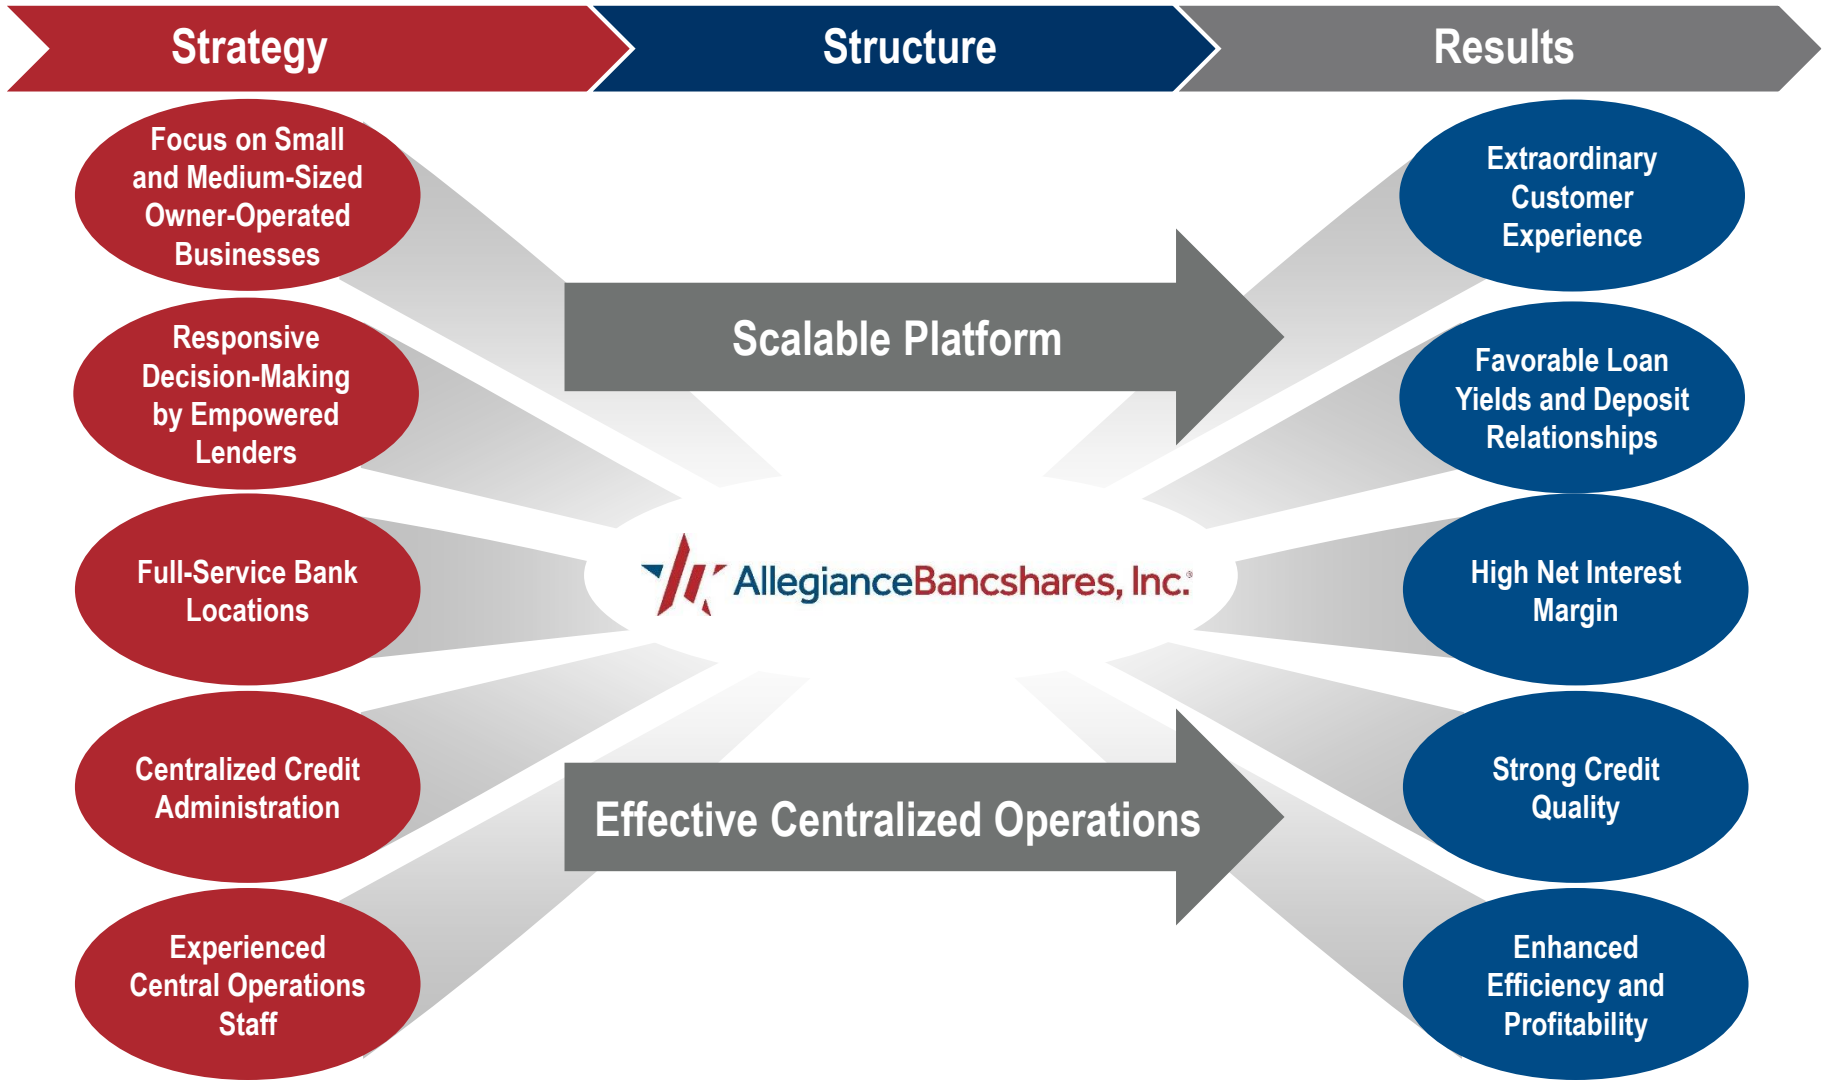 Strategy
Structure
Results
Focus on Small
and Medium-Sized
Owner-Operated
Businesses
Responsive
Decision-Making
by Empowered
Lenders
Full-Service Bank
Locations
Centralized Credit
Administration
Experienced
Central Operations
Staff
Scalable Platform
AllegianceBancshares, Inc.®
Effective Centralized Operations
Extraordinary
Customer
Experience
Favorable Loan
Yields and Deposit
Relationships
High Net Interest
Margin
Strong Credit
Quality
Enhanced
Efficiency and
Profitability